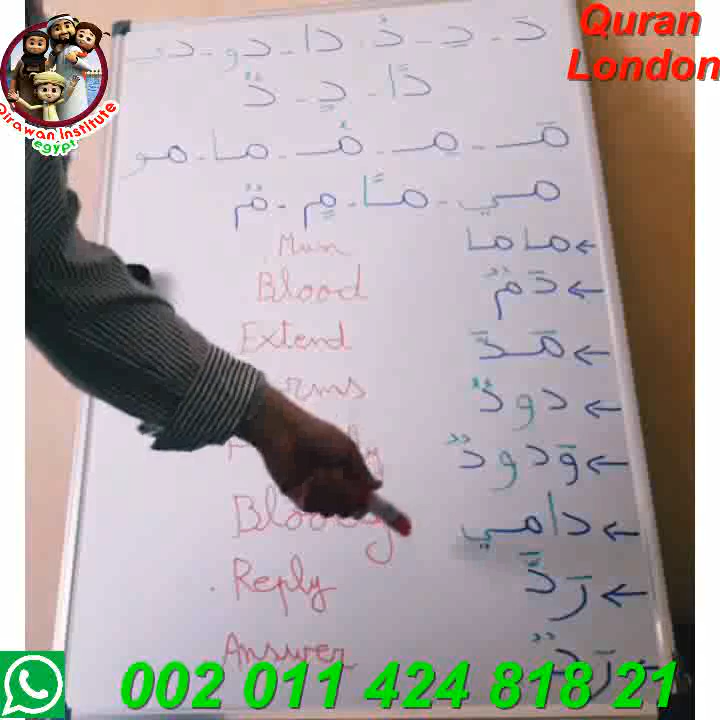 Quran
London
Qirawan Institute
egypt
دَ - دِ - دُ - دا - دو - دي
دًا - دٍ - دٌ
مَـ - مِـ - مُـ - ما - مو
مي - مًا - مٍ - مٌ
ماما ← Mum
دَمٌ ← Blood
مَدَّ ← Extend
دودٌ ←
وَدودٌ ←
دامي ← Bloody
رَدَّ ← Reply
رَدٌّ ← Answer
002 011 424 818 21